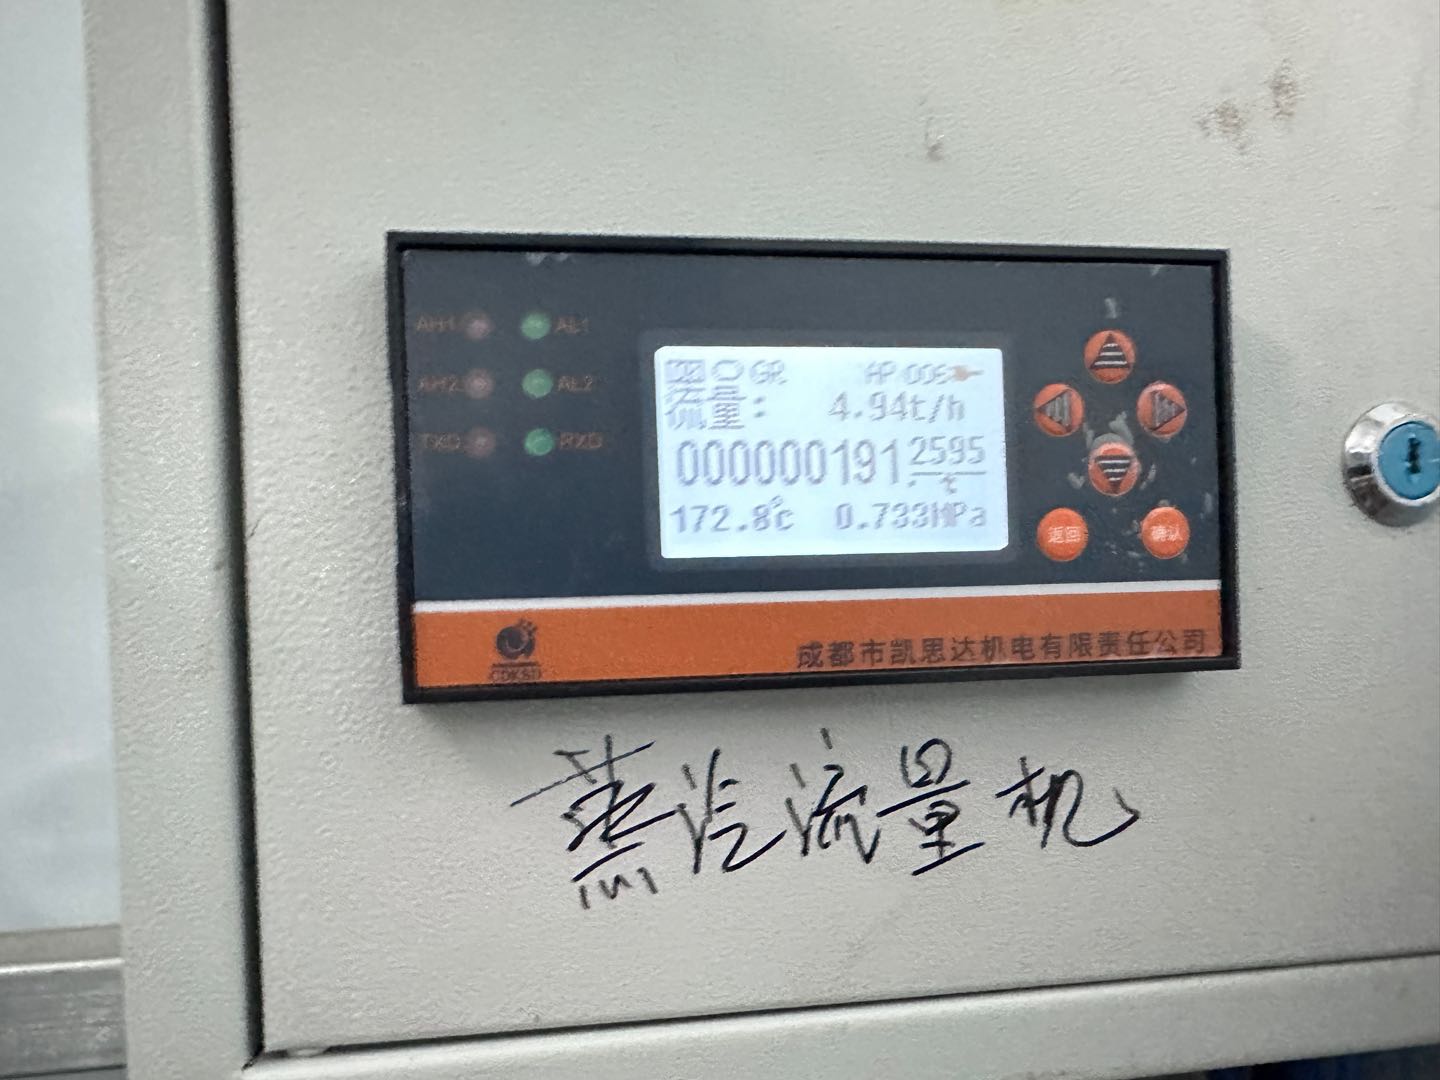 AH1 AL1
AH2 AL2
TXD RXD
GR
流量: 4.94t/h
000000191.2595 t
172.8℃ 0.733MPa
返回 确认
CDKSD
成都市凯思达机电有限责任公司
蒸汽流量机